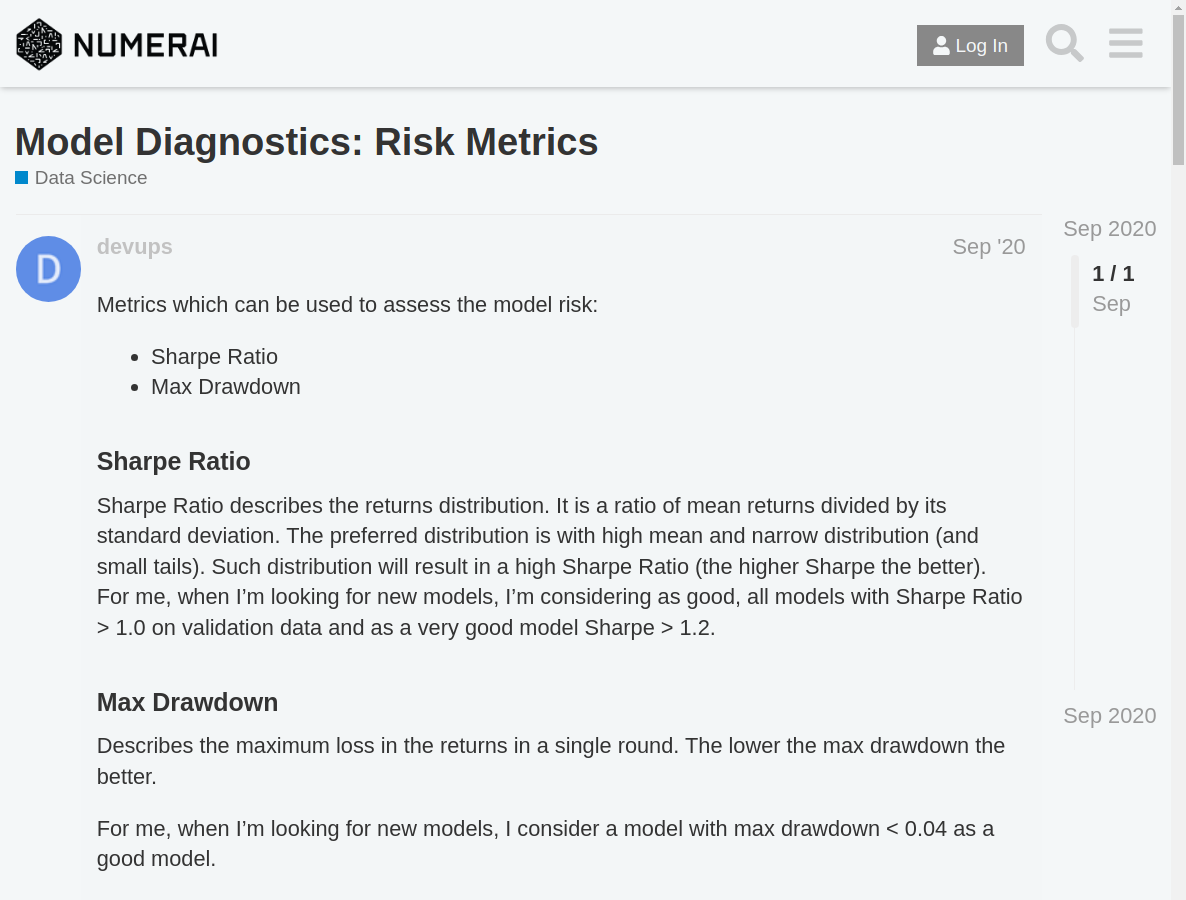 NUMERAI
Log In
Model Diagnostics: Risk Metrics
Data Science
D
devups
Sep '20
Metrics which can be used to assess the model risk:
• Sharpe Ratio
• Max Drawdown
Sharpe Ratio
Sharpe Ratio describes the returns distribution. It is a ratio of mean returns divided by its
standard deviation. The preferred distribution is with high mean and narrow distribution (and
small tails). Such distribution will result in a high Sharpe Ratio (the higher Sharpe the better).
For me, when I’m looking for new models, I’m considering as good, all models with Sharpe Ratio
> 1.0 on validation data and as a very good model Sharpe > 1.2.
Max Drawdown
Describes the maximum loss in the returns in a single round. The lower the max drawdown the
better.
For me, when I’m looking for new models, I consider a model with max drawdown < 0.04 as a
good model.
Sep 2020
1 / 1
Sep
Sep 2020